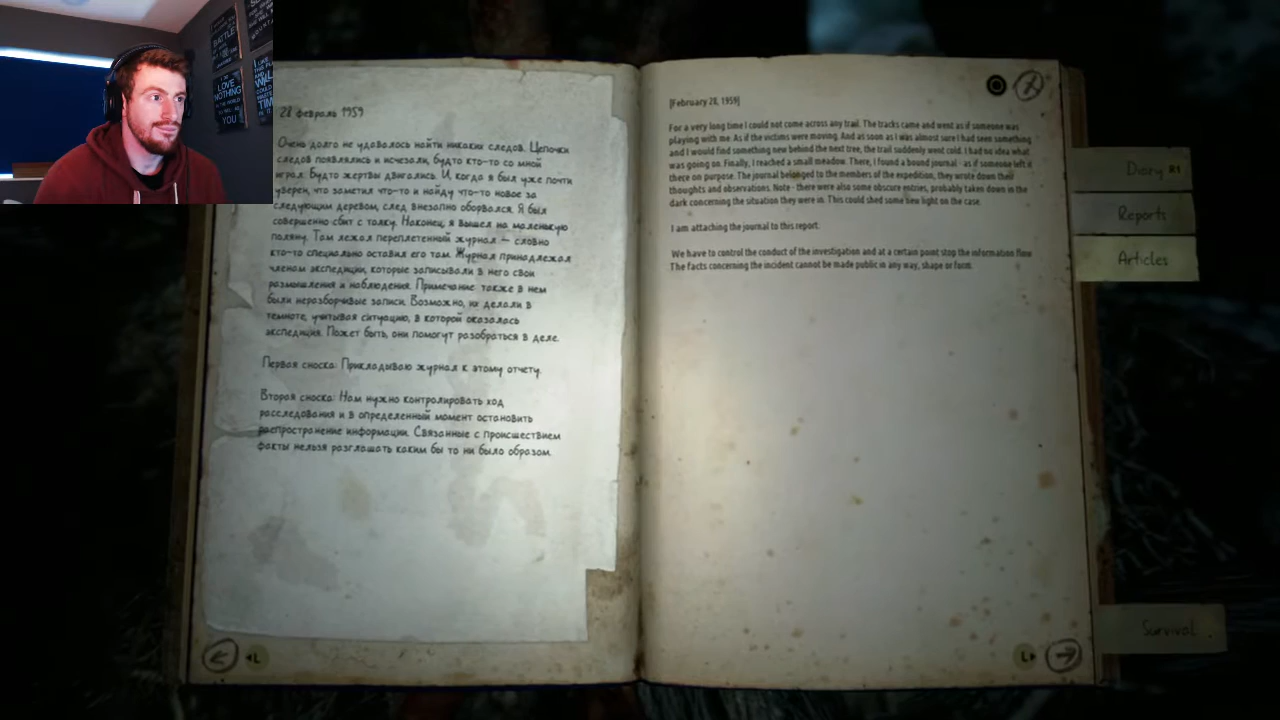 BATTLE
LOVE
NOTHING
28 февраль 1959
Очень долго не удавалось найти никаких следов. Цепочки
следов появлялись и исчезали, будто кто-то со мной
играл. Будто жертвы двигались. И когда я был уже почти
уверен, что заметил что-то и найду что-то новое за
следующим деревом, след внезапно оборвался. Я был
совершенно сбит с толку. Наконец, я вышел на маленькую
поляну. Там лежал переплетенный журнал — словно
кто-то специально оставил его там. Журнал принадлежал
членам экспедиции, которые записывали в него свои
размышления и наблюдения. Примечание: также в нем
были неразборчивые записи. Возможно, их делали в
темноте, учитывая ситуацию, в которой оказалась
экспедиция. Может быть, они помогут разобраться в деле.
Первая сноска: Прикладываю журнал к этому отчету.
Вторая сноска: Нам нужно контролировать ход
расследования и в определенный момент остановить
распространение информации. Связанные с происшествием
факты нельзя разглашать каким бы то ни было образом.
[February 28, 1959]
For a very long time I could not come across any trail. The tracks came and went as if someone was
playing with me. As if the victims were moving. And as soon as I was almost sure I had seen something
and I would find something new behind the next tree, the trail suddenly went cold. I had no idea what
was going on. Finally, I reached a small meadow. There, I found a bound journal - as if someone left it
there on purpose. The journal belonged to the members of the expedition, they wrote down their
thoughts and observations. Note - there were also some obscure entries, probably taken down in the
dark concerning the situation they were in. This could shed some new light on the case.
I am attaching the journal to this report.
We have to control the conduct of the investigation and at a certain point stop the information flow.
The facts concerning the incident cannot be made public in any way, shape or form.
Diary R1
Reports
Articles
Survival
L
L